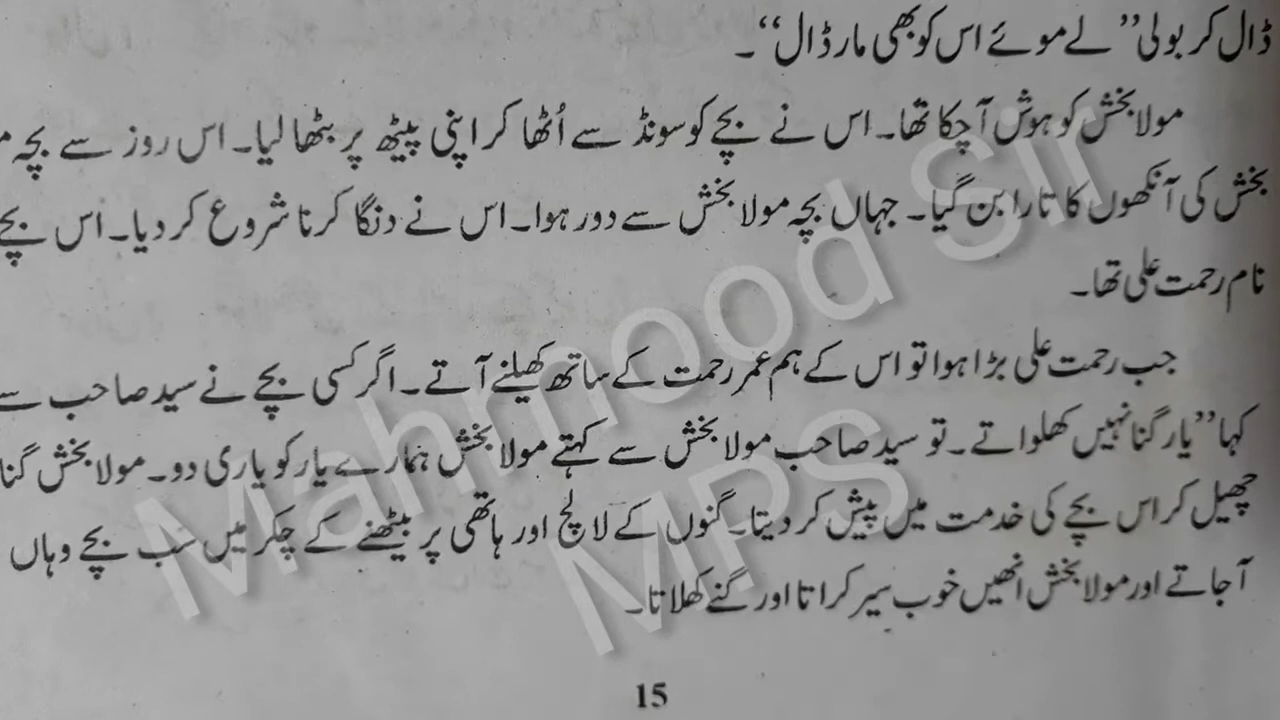 ڈال کر بولی ”لے موئے اس کو بھی مار ڈال“۔
مولا بخش کو ہوش آچکا تھا۔ اس نے بچے کو سونڈ سے اُٹھا کر اپنی پیٹھ پر بٹھا لیا۔ اس روز سے بچہ
بخش کی آنکھوں کا تارا بن گیا۔ جہاں بچہ مولا بخش سے دور ہوا۔ اس نے دنگا کرنا شروع کر دیا۔ اس بچے
نام رحمت علی تھا۔
جب رحمت علی بڑا ہوا تو اس کے ہم عمر رحمت کے ساتھ کھیلنے آتے۔ اگر کسی بچے نے سید صاحب سے
کہا ”یار گنا نہیں کھلواتے۔ تو سید صاحب مولا بخش سے کہتے مولا بخش ہمارے یار کو یاری دو۔ مولا بخش گنا
چھیل کر اس بچے کی خدمت میں پیش کر دیتا۔ گنوں کے لالچ اور ہاتھی پر بیٹھنے کے چکر میں سب بچے وہاں
آ جاتے اور مولا بخش انھیں خوب سیر کراتا اور گنے کھلاتا۔
15
Mahmood Sir
MPS